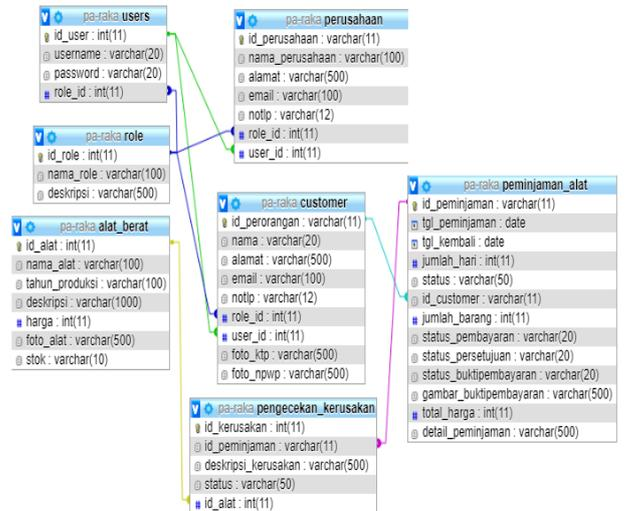 pa-raka users
id_user : int(11)
username : varchar(20)
password : varchar(20)
role_id : int(11)
pa-raka perusahaan
id_perusahaan : varchar(11)
nama_perusahaan : varchar(100)
alamat : varchar(500)
email : varchar(100)
notlp : varchar(12)
role_id : int(11)
user_id : int(11)
pa-raka role
id_role : int(11)
nama_role : varchar(100)
deskripsi : varchar(500)
pa-raka alat_berat
id_alat : int(11)
nama_alat : varchar(100)
tahun_produksi : varchar(100)
deskripsi : varchar(1000)
harga : int(11)
foto_alat : varchar(500)
stok : varchar(10)
pa-raka customer
id_perorangan : varchar(11)
nama : varchar(20)
alamat : varchar(500)
email : varchar(100)
notlp : varchar(12)
role_id : int(11)
user_id : int(11)
foto_ktp : varchar(500)
foto_npwp : varchar(500)
pa-raka peminjaman_alat
id_peminjaman : varchar(11)
tgl_peminjaman : date
tgl_kembali : date
jumlah_hari : int(11)
status : varchar(50)
id_customer : varchar(11)
jumlah_barang : int(11)
status_pembayaran : varchar(20)
status_persetujuan : varchar(20)
status_buktipembayaran : varchar(20)
gambar_buktipembayaran : varchar(500)
total_harga : int(11)
detail_peminjaman : varchar(500)
pa-raka pengecekan_kerusakan
id_kerusakan : int(11)
id_peminjaman : varchar(11)
deskripsi_kerusakan : varchar(500)
status : varchar(50)
id_alat : int(11)